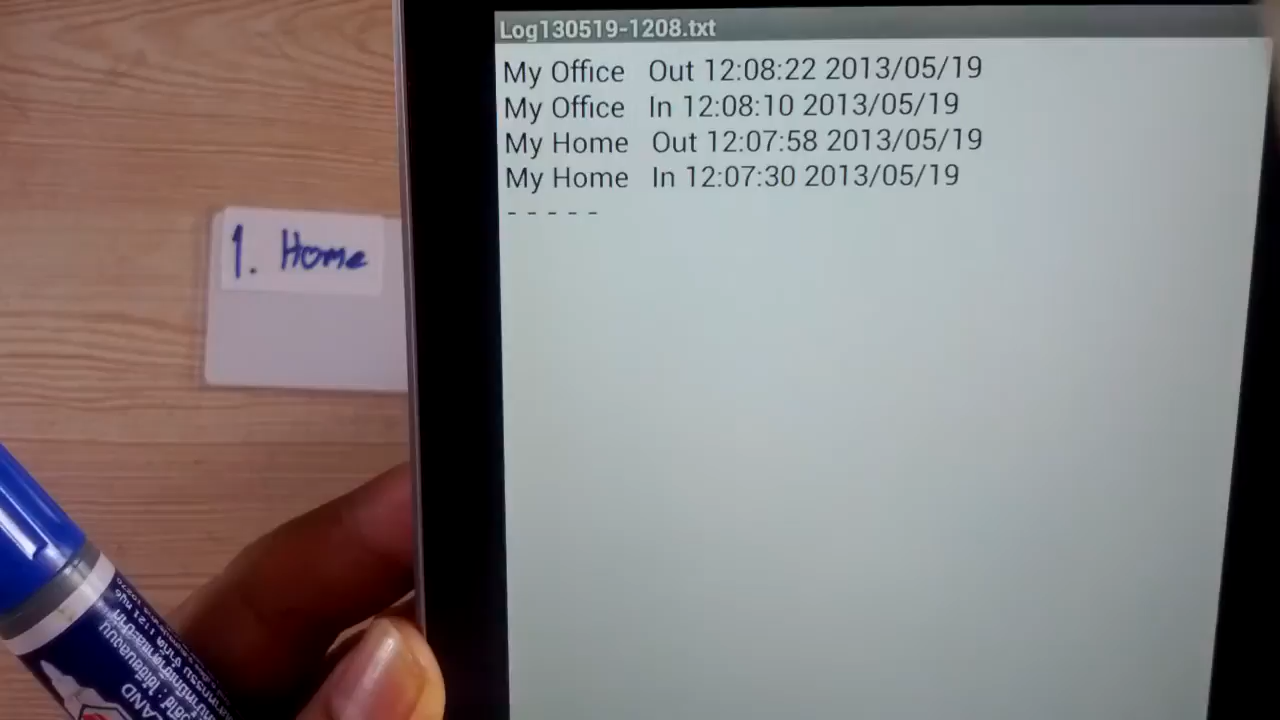 Log130519-1208.txt
My Office Out 12:08:22 2013/05/19
My Office In 12:08:10 2013/05/19
My Home Out 12:07:58 2013/05/19
My Home In 12:07:30 2013/05/19
- - - - -
1. Home